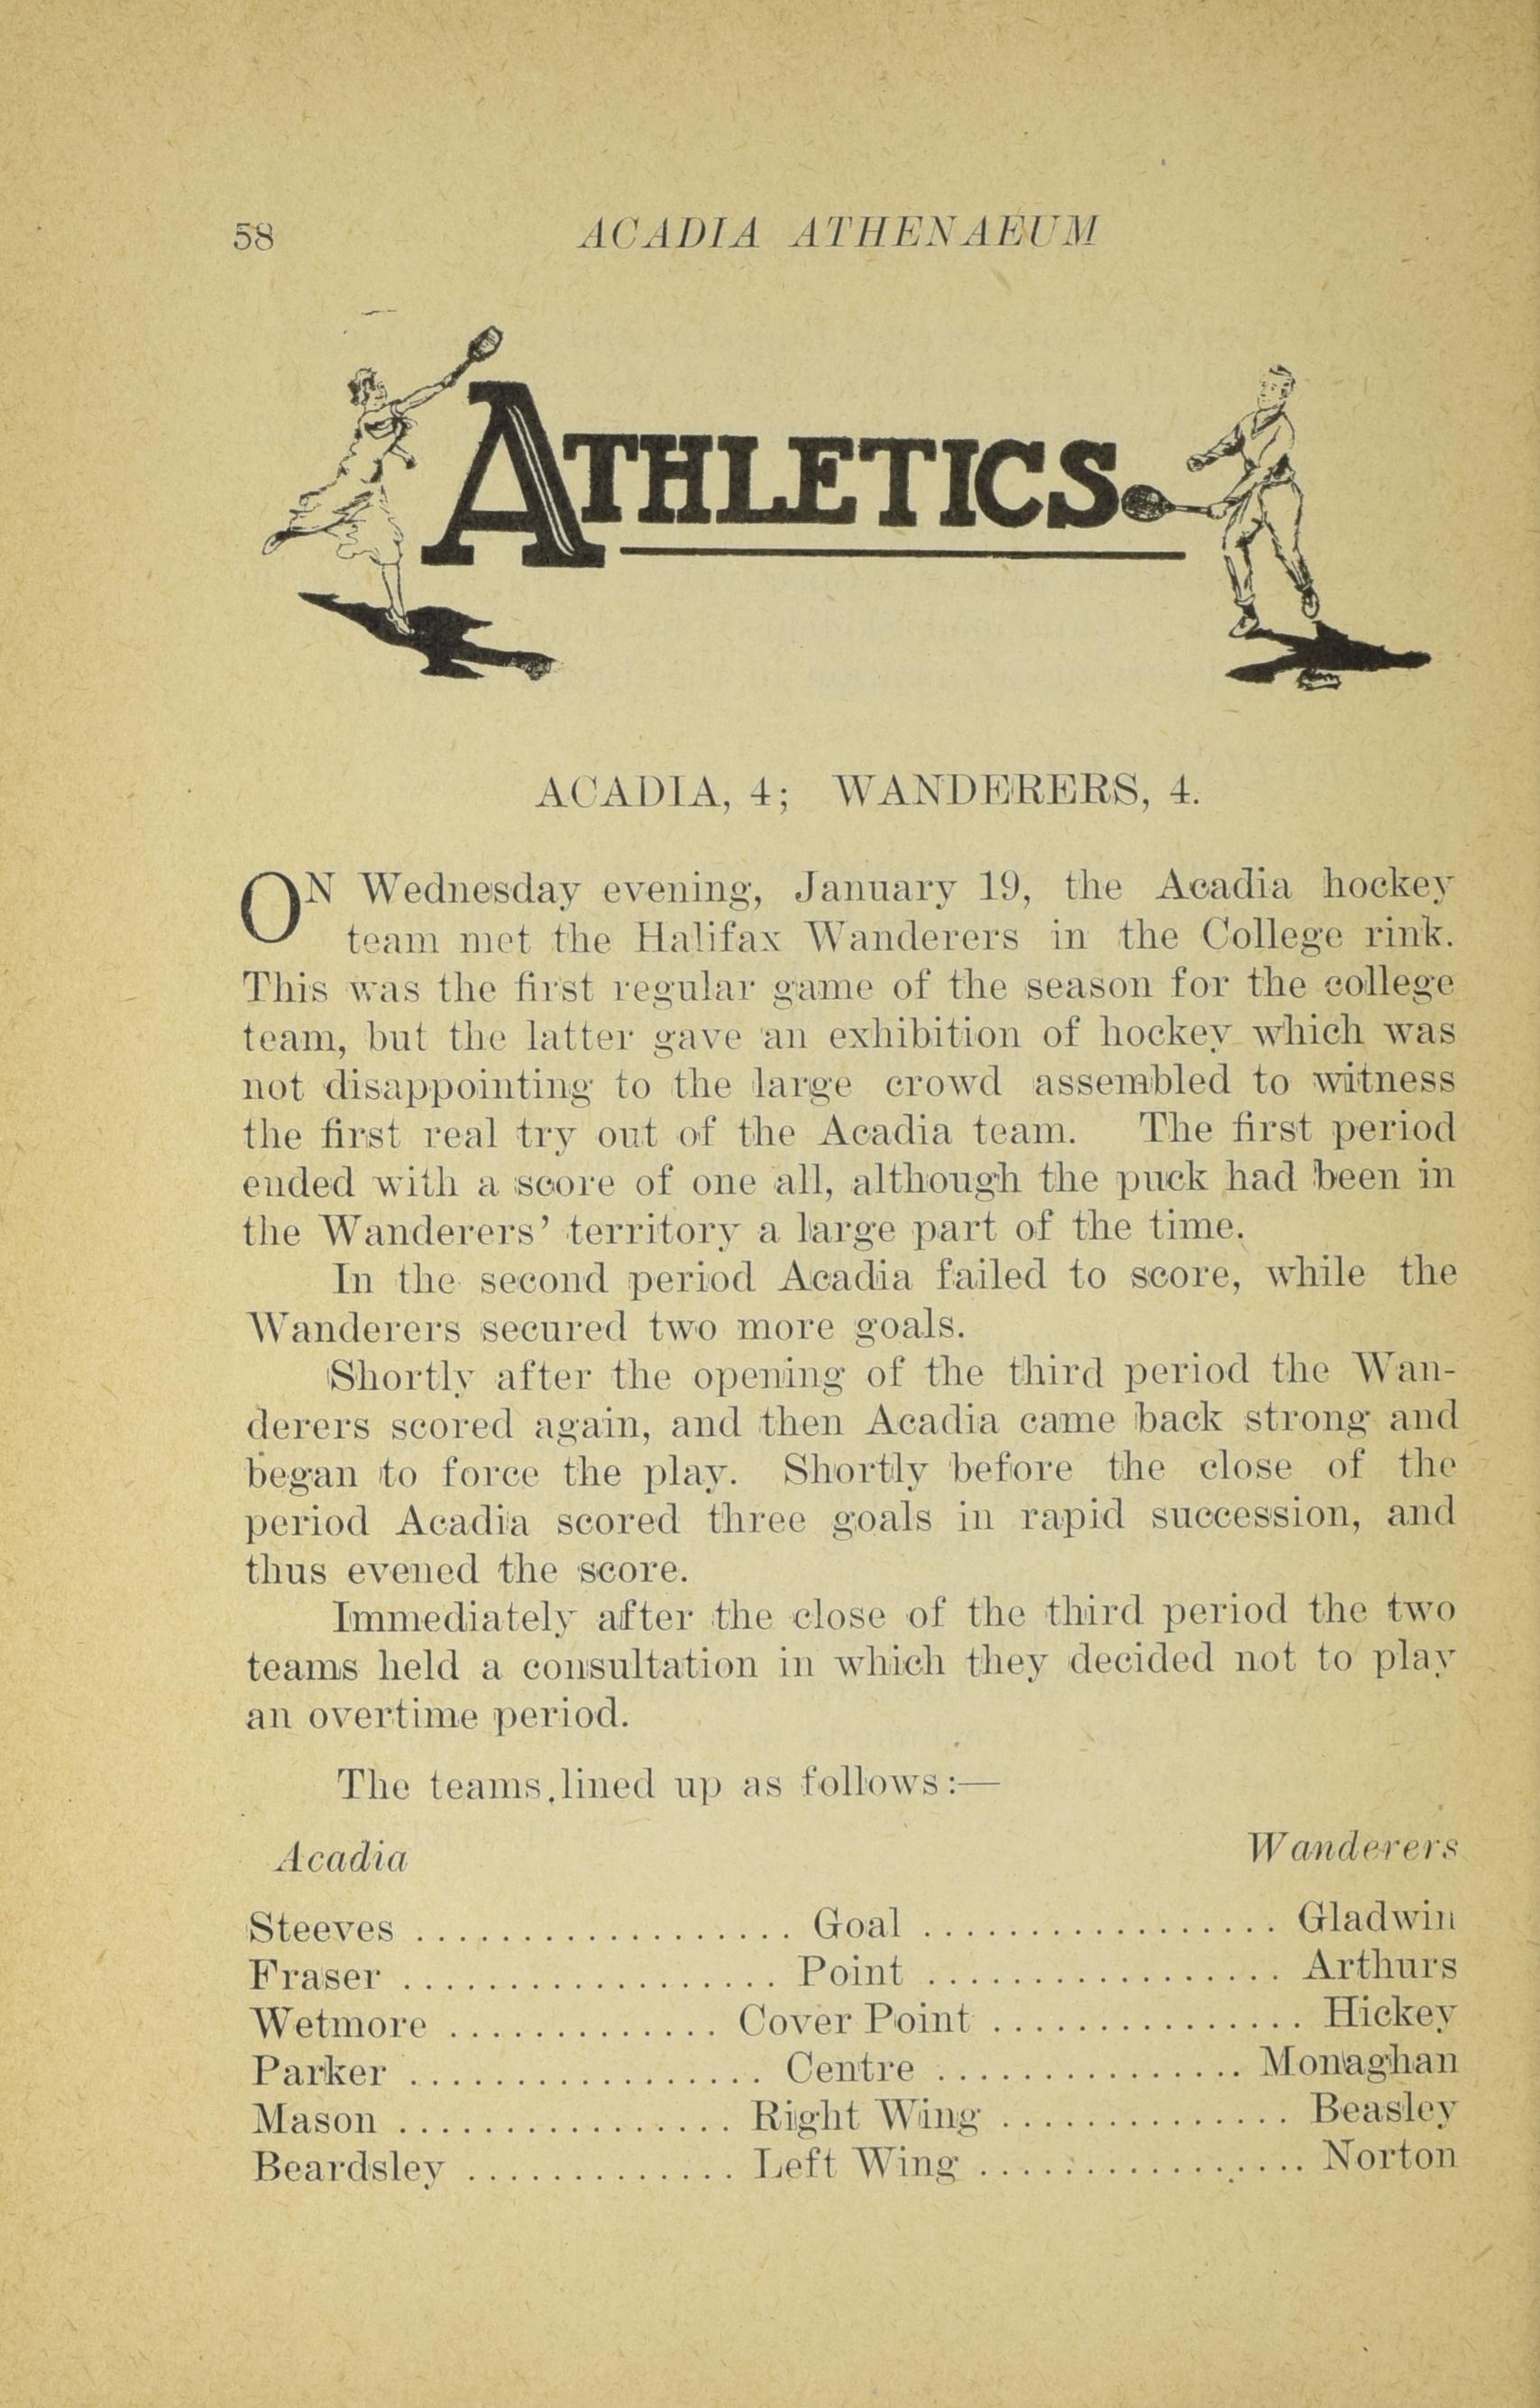 58 ACADIA ATHENAEUM
ATHLETICS.
ACADIA, 4; WANDERERS, 4.
ON Wednesday evening, January 19, the Acadia hockey
team met the Halifax Wanderers in the College rink.
This was the first regular game of the season for the college
team, but the latter gave an exhibition of hockey which was
not disappointing to the large crowd assembled to witness
the first real try out of the Acadia team. The first period
ended with a score of one all, although the puck had been in
the Wanderers' territory a large part of the time.
In the second period Acadia failed to score, while the
Wanderers secured two more goals.
Shortly after the opening of the third period the Wan-
derers scored again, and then Acadia came back strong and
began to force the play. Shortly before the close of the
period Acadia scored three goals in rapid succession, and
thus evened the score.
Immediately after the close of the third period the two
teams held a consultation in which they decided not to play
an overtime period.
The teams lined up as follows:—
Acadia Wanderers
Steeves .................. Goal ................. Gladwin
Fraser .................. Point ................. Arthurs
Wetmore ............. Cover Point ............... Hickey
Parker ................. Centre ............... Monaghan
Mason ................ Right Wing .............. Beasley
Beardsley ............. Left Wing ................ Norton